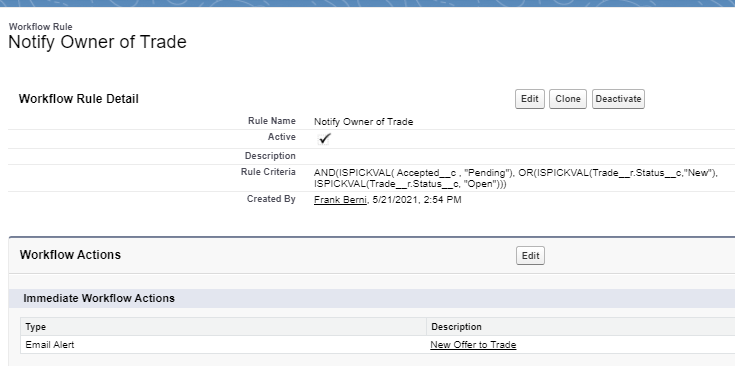 Workflow Rule
Notify Owner of Trade
Workflow Rule Detail
Edit Clone Deactivate
Rule Name Notify Owner of Trade
Active
Description
Rule Criteria AND(ISPICKVAL( Accepted__c , "Pending"), OR(ISPICKVAL(Trade__r.Status__c,"New"),
ISPICKVAL(Trade__r.Status__c, "Open")))
Created By Frank Berni, 5/21/2021, 2:54 PM
Workflow Actions Edit
Immediate Workflow Actions
Type Description
Email Alert New Offer to Trade